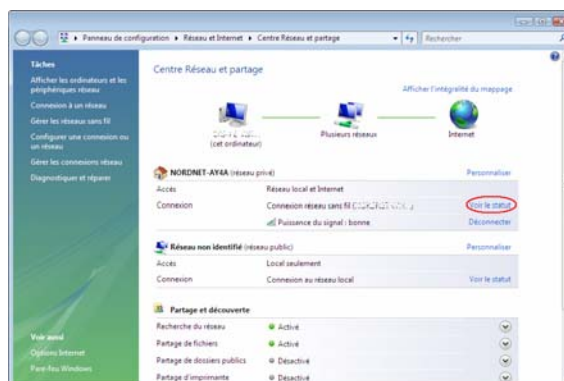 Panneau de configuration Réseau et Internet Centre Réseau et partage
Rechercher
Tâches
Afficher les ordinateurs et les
périphériques réseau
Connexion à un réseau
Gérer les réseaux sans fil
Configurer une connexion ou
un réseau
Gérer les connexions réseau
Diagnostiquer et réparer
Voir aussi
Options Internet
Pare-feu Windows
Centre Réseau et partage
Afficher l'intégralité du mappage
(cet ordinateur)
Plusieurs réseaux
Internet
NORDNET-AY4A (réseau privé)
Personnaliser
Accès Réseau local et Internet
Connexion Connexion réseau sans fil
Voir le statut
Puissance du signal : bonne
Déconnecter
Réseau non identifié (réseau public)
Personnaliser
Accès Local seulement
Connexion Connexion au réseau local
Voir le statut
Partage et découverte
Recherche du réseau Activé
Partage de fichiers Activé
Partage de dossiers publics Désactivé
Partage d'imprimante Désactivé